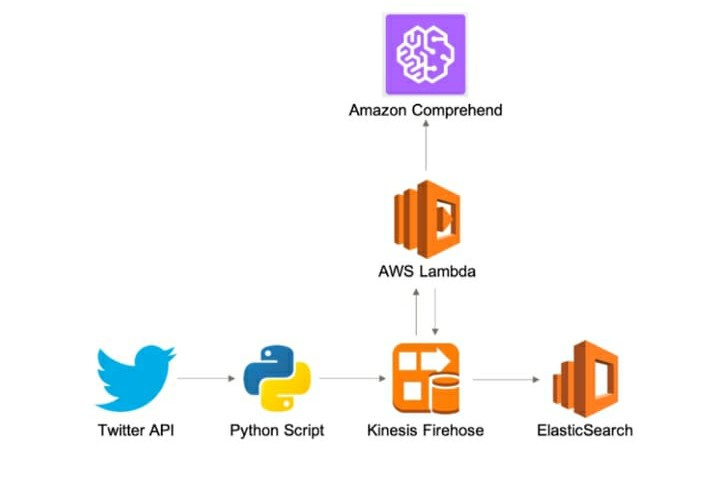 Amazon Comprehend
AWS Lambda
Twitter API
Python Script
Kinesis Firehose
ElasticSearch